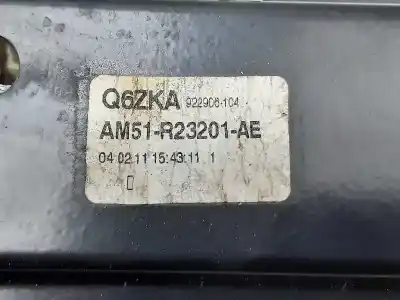 Q6ZKA 922906-104
AM51-R23201-AE
04.02.11 15:43:11 1